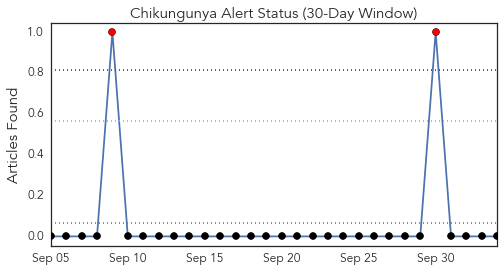 Chikungunya Alert Status (30-Day Window)
Articles Found
1.0
0.8
0.6
0.4
0.2
0.0
Sep 05
Sep 10
Sep 15
Sep 20
Sep 25
Sep 30